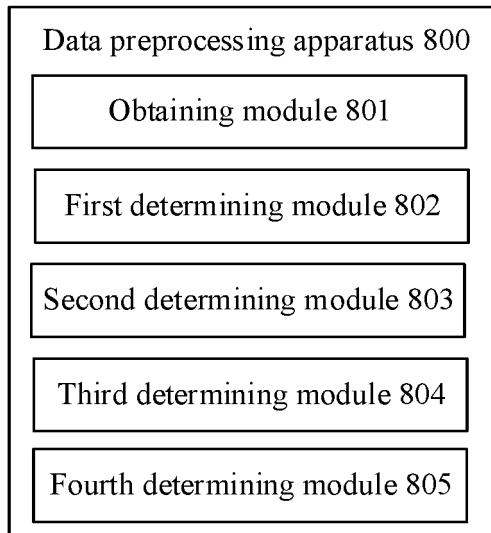 Data preprocessing apparatus 800
Obtaining module 801
First determining module 802
Second determining module 803
Third determining module 804
Fourth determining module 805